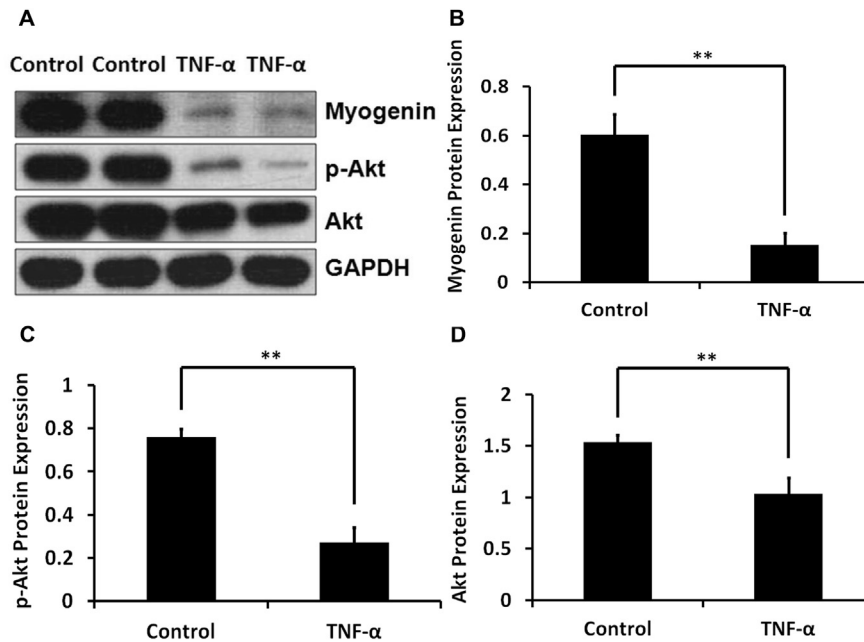 A
Control Control TNF-α TNF-α
Myogenin
p-Akt
Akt
GAPDH
B
Myogenin Protein Expression
0.8
0.6
0.4
0.2
0
**
Control TNF-α
C
p-Akt Protein Expression
1
0.8
0.6
0.4
0.2
0
**
Control TNF-α
D
Akt Protein Expression
2
1.5
1
0.5
0
**
Control TNF-α